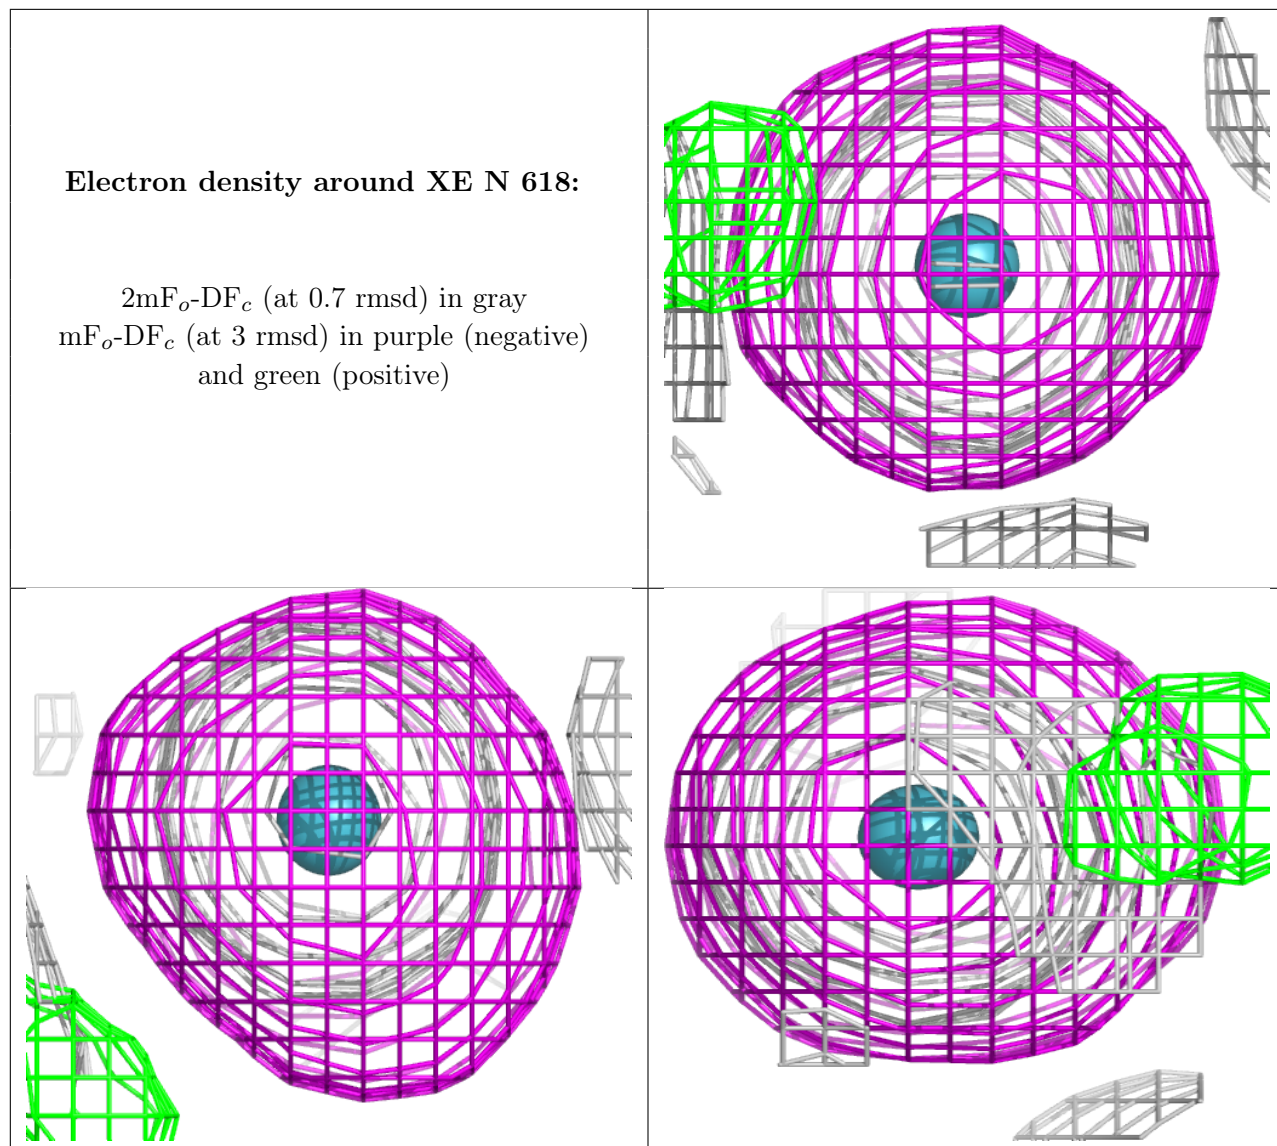 Electron density around XE N 618:
2mFo-DFc (at 0.7 rmsd) in gray
mFo-DFc (at 3 rmsd) in purple (negative)
and green (positive)